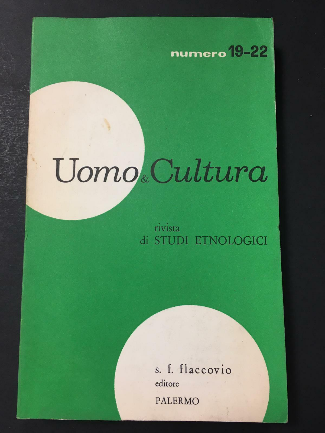 numero 19-22
Uomo & Cultura
rivista
di STUDI ETNOLOGICI
s. f. flaccovio
editore
PALERMO